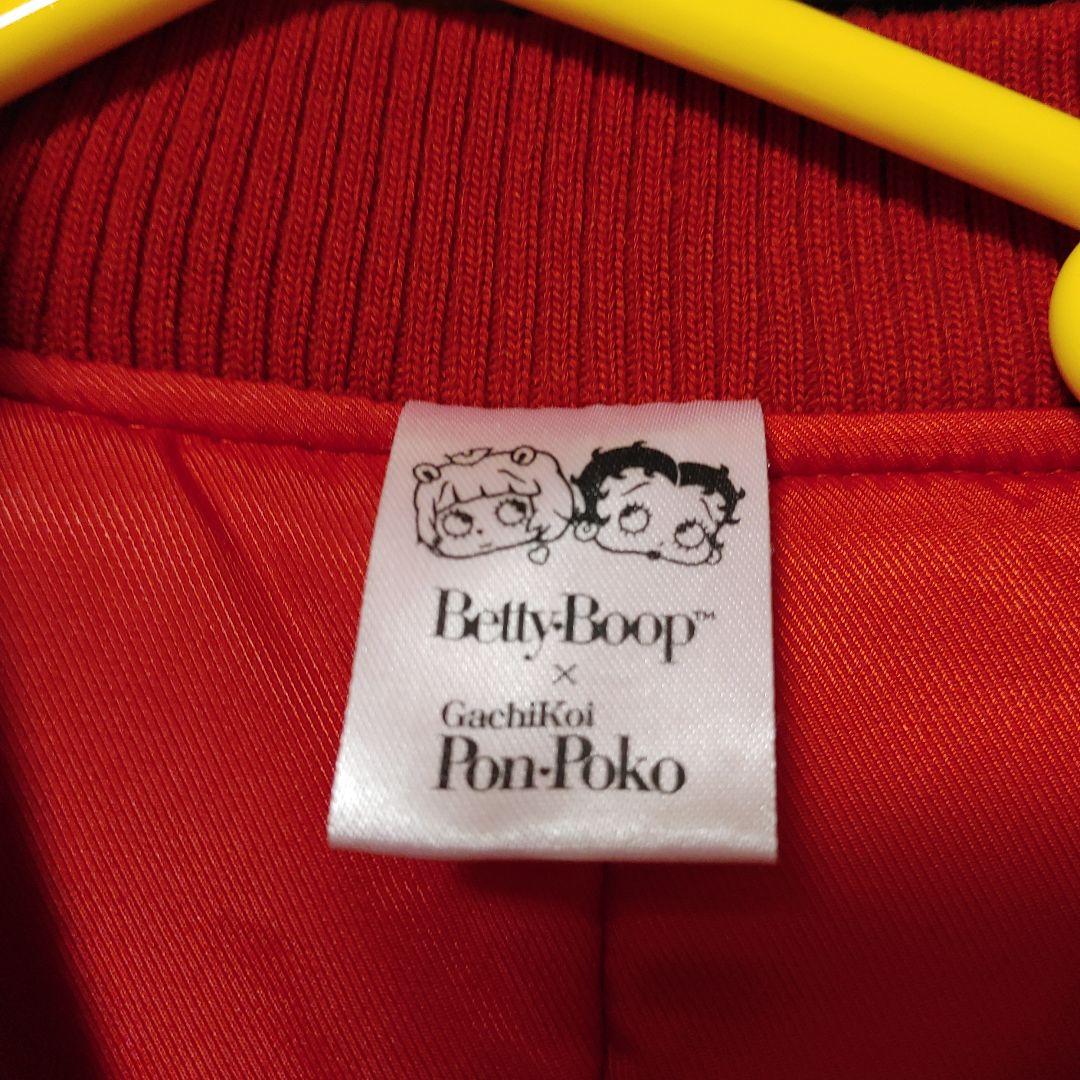 Betty·Boop™
×
GachiKoi
Pon·Poko